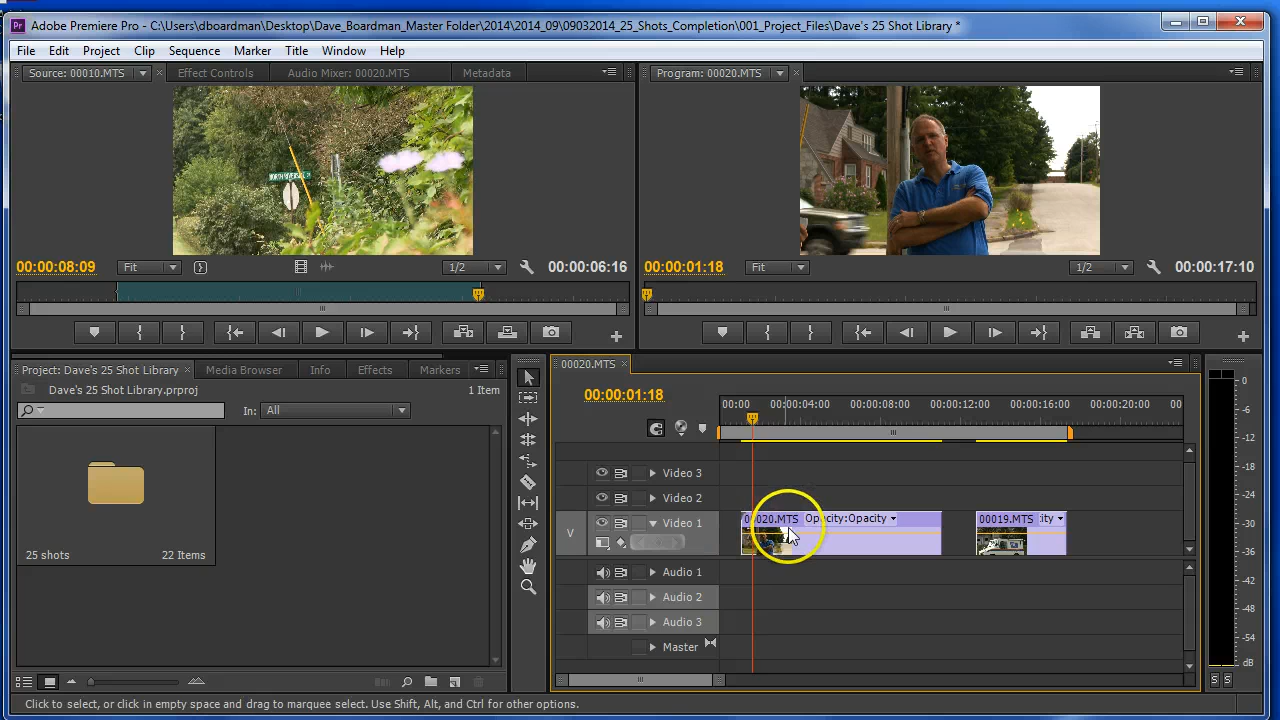 Pr Adobe Premiere Pro - C:\Users\dboardman\Desktop\Dave_Boardman_Master Folder\2014\2014_09\09032014_25_Shots_Completion\001_Project_Files\Dave's 25 Shot Library *
File Edit Project Clip Sequence Marker Title Window Help
Source: 00010.MTS Effect Controls Audio Mixer: 00020.MTS Metadata
Program: 00020.MTS
00:00:08:09 Fit 1/2 00:00:06:16
00:00:01:18 Fit 1/2 00:00:17:10
Project: Dave's 25 Shot Library Media Browser Info Effects Markers
Dave's 25 Shot Library.prproj 1 Item
In: All
25 shots 22 Items
00020.MTS
00:00:01:18
00:00 00:00:04:00 00:00:08:00 00:00:12:00 00:00:16:00 00:00:20:00 00
Video 3
Video 2
V Video 1
00020.MTS Opacity:Opacity
00019.MTS ity
Audio 1
Audio 2
Audio 3
Master
0
-6
-12
-18
-24
-30
-36
-42
-48
-54
dB
S S
Click to select, or click in empty space and drag to marquee select. Use Shift, Alt, and Ctrl for other options.